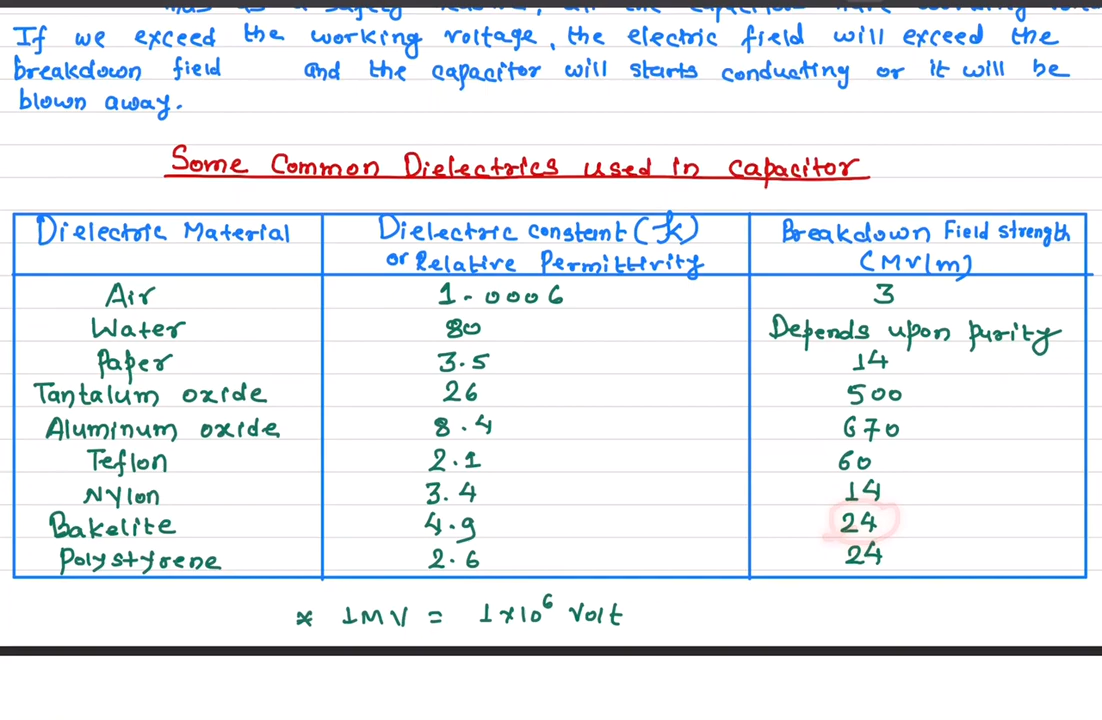 If we exceed the working voltage, the electric field will exceed the
breakdown field and the capacitor will starts conducting or it will be
blown away.
Some Common Dielectrics used in capacitor
Dielectric Material Dielectric constant (K) or Relative Permittivity Breakdown Field strength (MV/m)
Air 1.0006 3
Water 80 Depends upon purity
Paper 3.5 14
Tantalum oxide 26 500
Aluminum oxide 8.4 670
Teflon 2.1 60
Nylon 3.4 14
Bakelite 4.9 24
Polystyrene 2.6 24
* 1MV = 1x10⁶ Volt